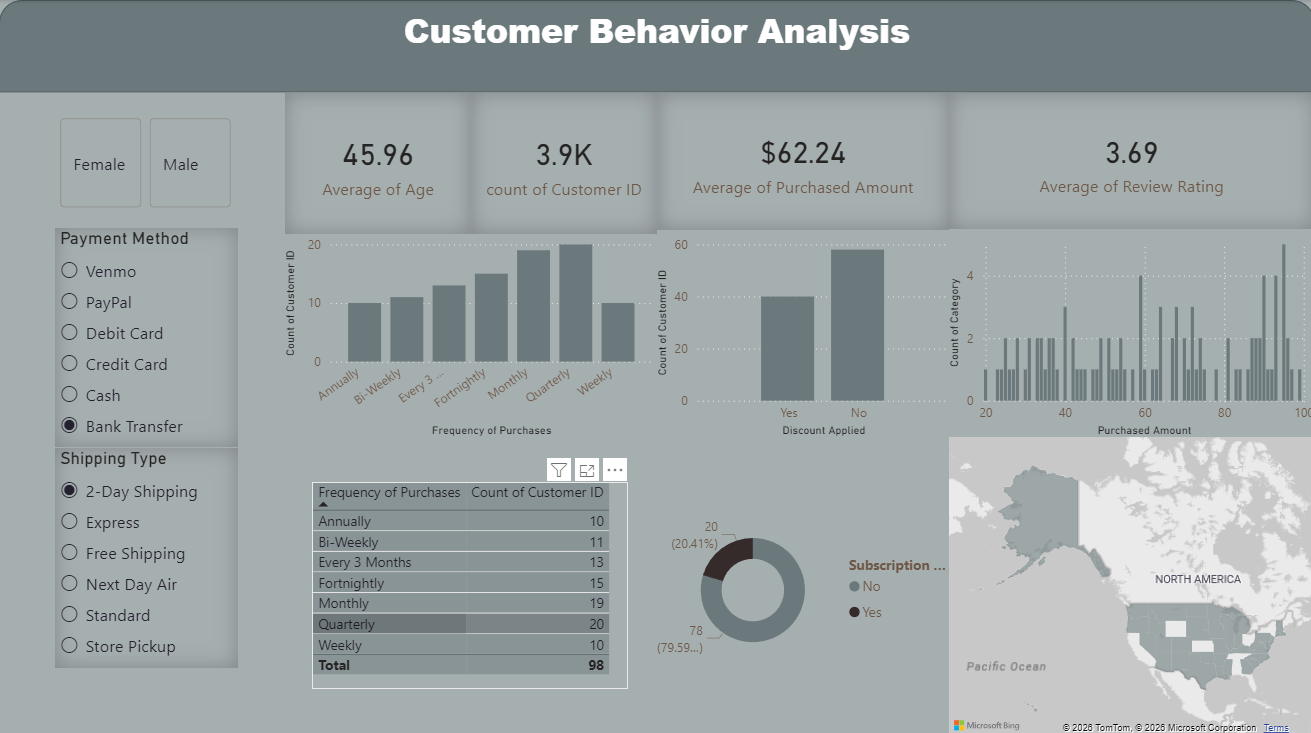 Customer Behavior Analysis
Female
Male
45.96
Average of Age
3.9K
count of Customer ID
$62.24
Average of Purchased Amount
3.69
Average of Review Rating
Payment Method
Venmo
PayPal
Debit Card
Credit Card
Cash
Bank Transfer
Shipping Type
2-Day Shipping
Express
Free Shipping
Next Day Air
Standard
Store Pickup
Count of Customer ID
20
10
0
Annually
Bi-Weekly
Every 3 ...
Fortnightly
Monthly
Quarterly
Weekly
Frequency of Purchases
Count of Customer ID
60
40
20
0
Yes
No
Discount Applied
Count of Category
4
2
0
20
40
60
80
100
Purchased Amount
Frequency of Purchases Count of Customer ID
Annually 10
Bi-Weekly 11
Every 3 Months 13
Fortnightly 15
Monthly 19
Quarterly 20
Weekly 10
Total 98
20
(20.41%)
78
(79.59...)
Subscription ...
No
Yes
NORTH AMERICA
Pacific Ocean
Microsoft Bing
© 2026 TomTom, © 2026 Microsoft Corporation Terms